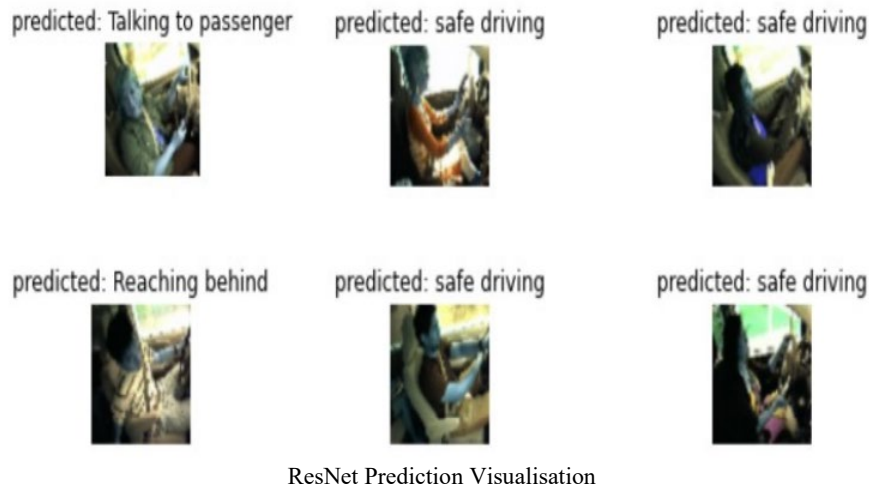 predicted: Talking to passenger
predicted: safe driving
predicted: safe driving
predicted: Reaching behind
predicted: safe driving
predicted: safe driving
ResNet Prediction Visualisation